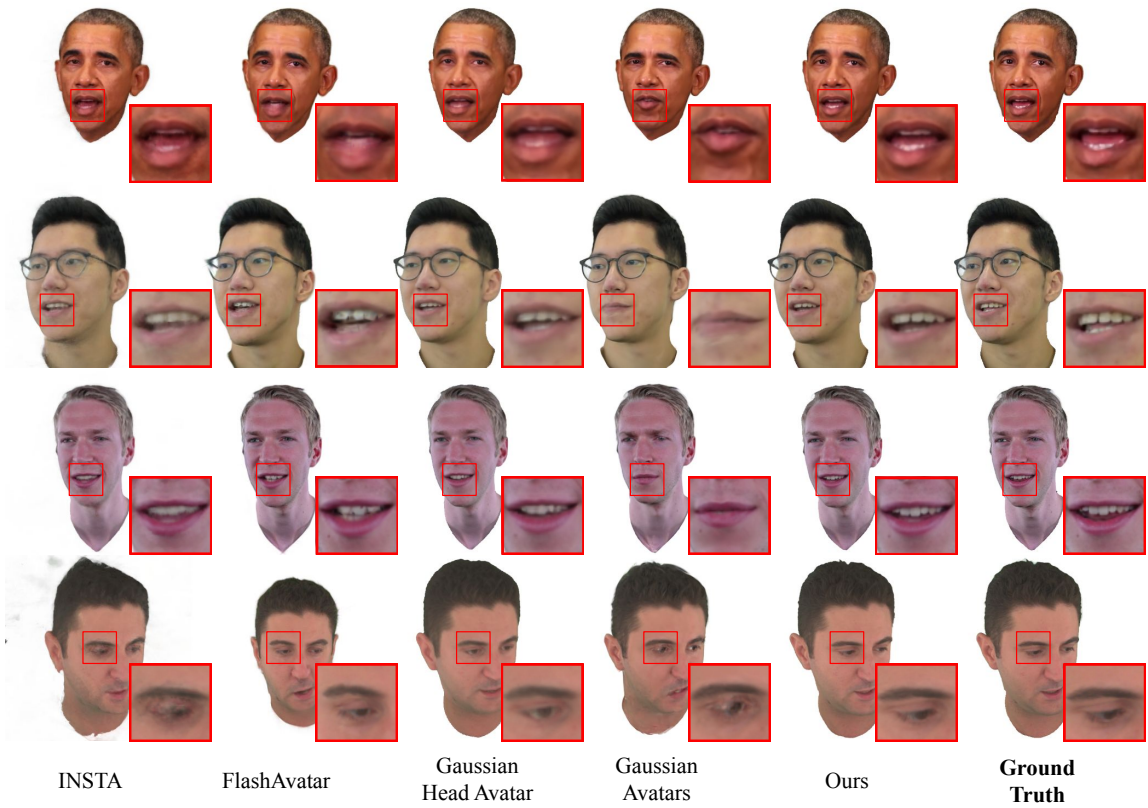 INSTA
FlashAvatar
Gaussian
Head Avatar
Gaussian
Avatars
Ours
Ground
Truth